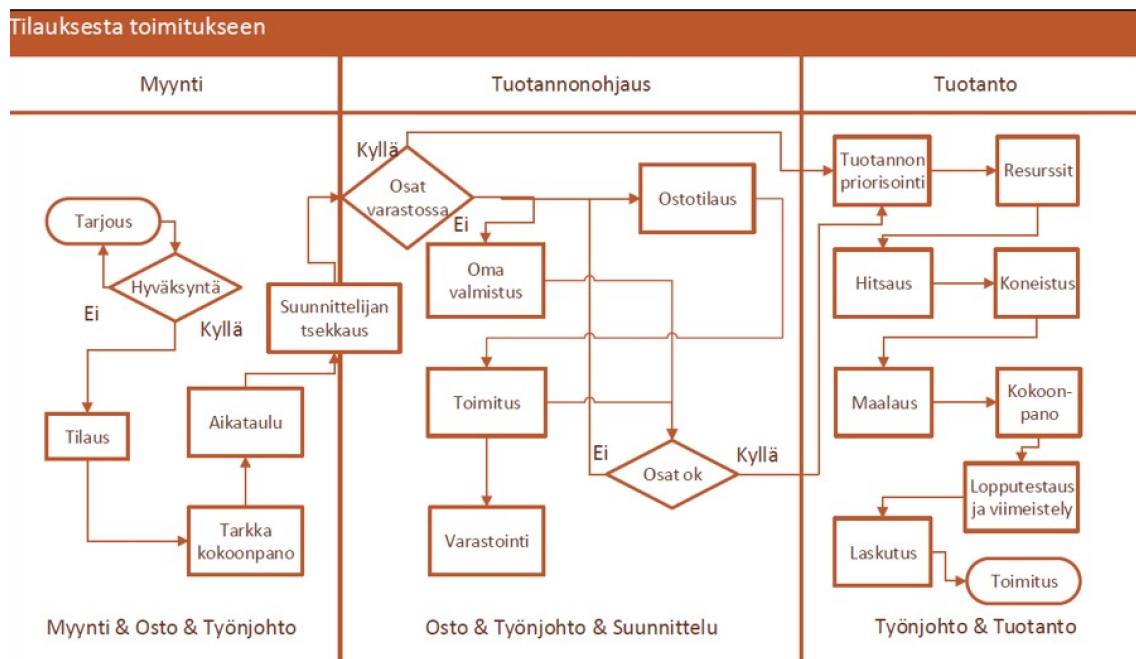 Tilauksesta toimitukseen
Myynti
Tuotannonohjaus
Tuotanto
Tarjous
Hyväksyntä
Ei
Kyllä
Tilaus
Tarkka
kokoonpano
Aikataulu
Suunnittelijan
tsekkaus
Myynti & Osto & Työnjohto
Kyllä
Osat
varastossa
Ei
Ostotilaus
Oma
valmistus
Toimitus
Varastointi
Ei
Osat ok
Kyllä
Osto & Työnjohto & Suunnittelu
Tuotannon
priorisointi
Resurssit
Hitsaus
Koneistus
Maalaus
Kokoon-
pano
Lopputestaus
ja viimeistely
Laskutus
Toimitus
Työnjohto & Tuotanto